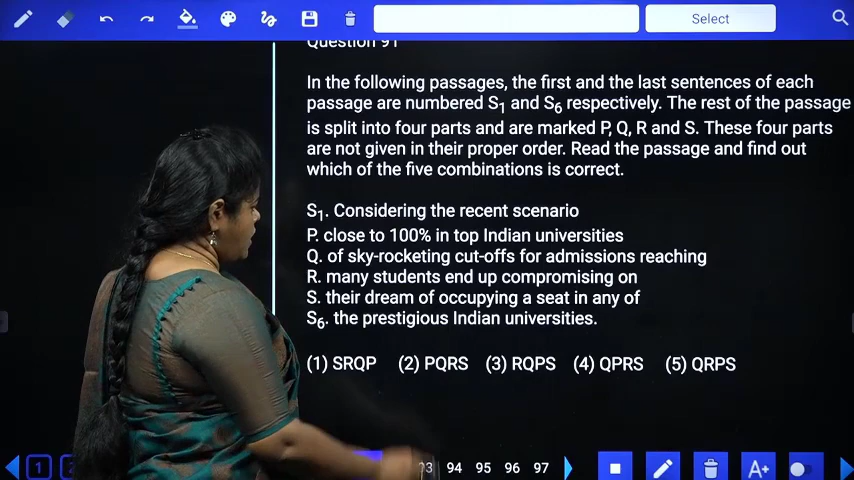 Select
Question 91
In the following passages, the first and the last sentences of each
passage are numbered S1 and S6 respectively. The rest of the passage
is split into four parts and are marked P, Q, R and S. These four parts
are not given in their proper order. Read the passage and find out
which of the five combinations is correct.
S1. Considering the recent scenario
P. close to 100% in top Indian universities
Q. of sky-rocketing cut-offs for admissions reaching
R. many students end up compromising on
S. their dream of occupying a seat in any of
S6. the prestigious Indian universities.
(1) SRQP (2) PQRS (3) RQPS (4) QPRS (5) QRPS
1 2 93 94 95 96 97 A+